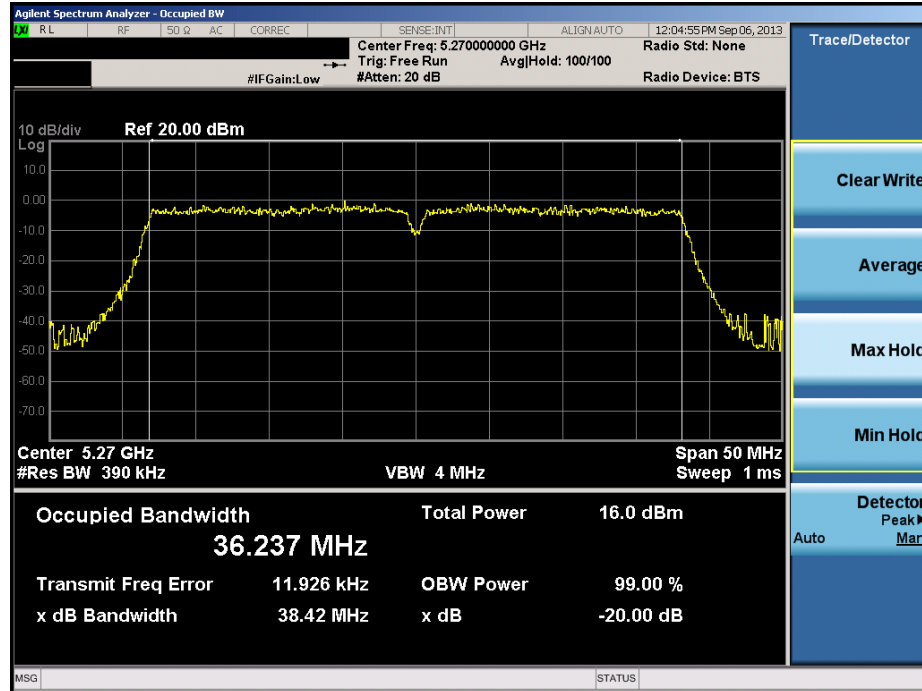 Agilent Spectrum Analyzer - Occupied BW
LXI RL RF 50 Ω AC CORREC SENSE:INT ALIGN AUTO 12:04:55 PM Sep 06, 2013
Center Freq: 5.270000000 GHz Radio Std: None
Trig: Free Run Avg|Hold: 100/100
#IFGain:Low #Atten: 20 dB Radio Device: BTS
Trace/Detector
10 dB/div Ref 20.00 dBm
Log
10.0
0.00
-10.0
-20.0
-30.0
-40.0
-50.0
-60.0
-70.0
Center 5.27 GHz Span 50 MHz
#Res BW 390 kHz VBW 4 MHz Sweep 1 ms
Occupied Bandwidth Total Power 16.0 dBm
36.237 MHz
Transmit Freq Error 11.926 kHz OBW Power 99.00 %
x dB Bandwidth 38.42 MHz x dB -20.00 dB
Clear Write
Average
Max Hold
Min Hold
Detector
Peak▶
Auto Man
MSG STATUS